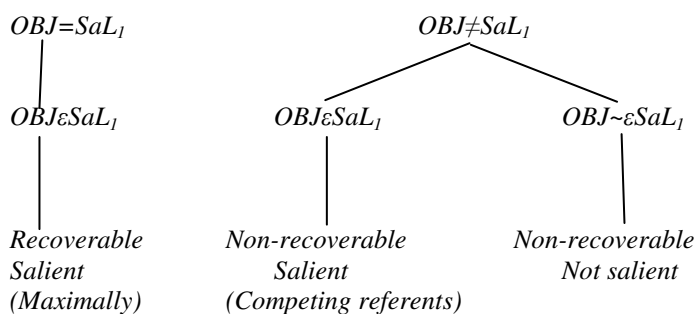 OBJ=SaL₁ OBJ≠SaL₁
OBJεSaL₁ OBJεSaL₁ OBJ~εSaL₁
Recoverable Non-recoverable Non-recoverable
Salient Salient Not salient
(Maximally) (Competing referents)